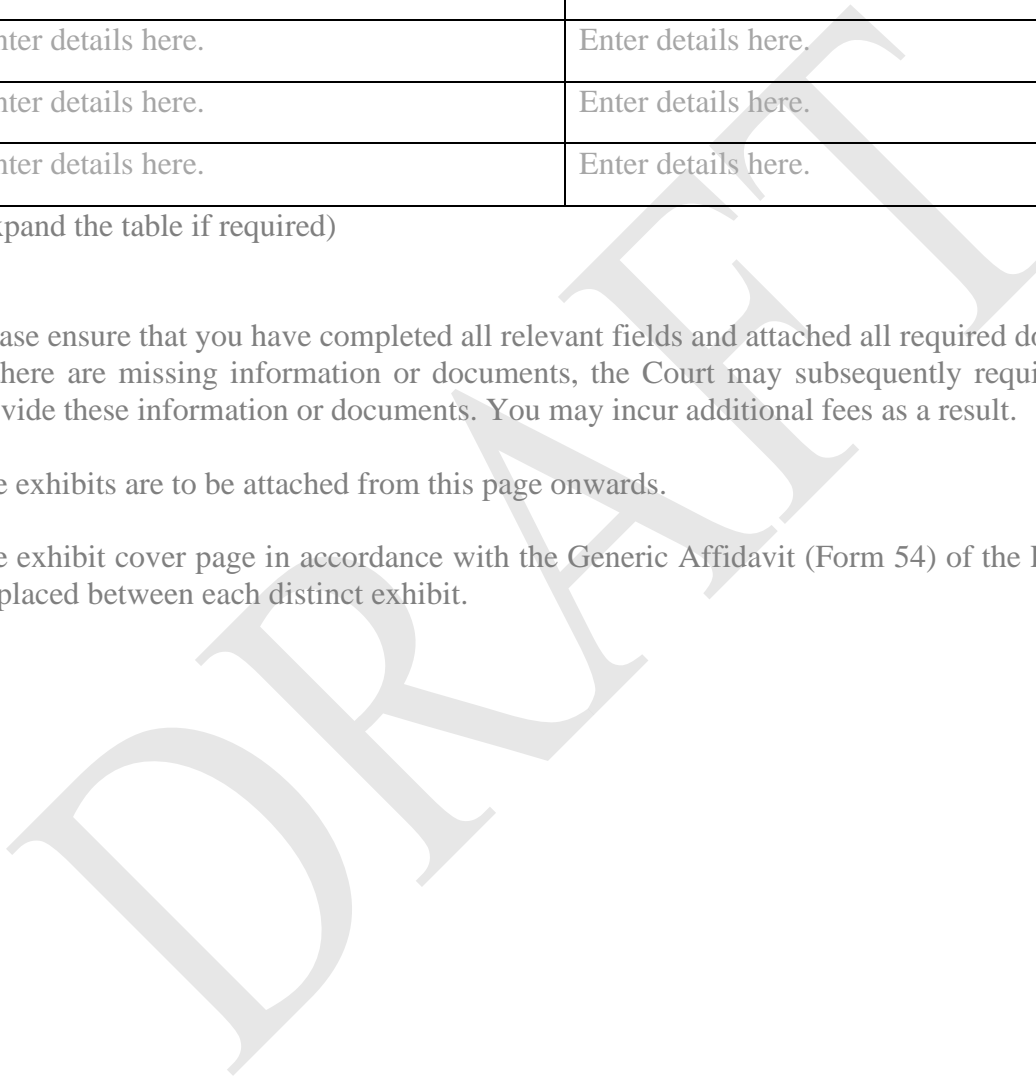 nter details here. Enter details here.
nter details here. Enter details here.
nter details here. Enter details here.
xpand the table if required)
ase ensure that you have completed all relevant fields and attached all required do
here are missing information or documents, the Court may subsequently requi
vide these information or documents. You may incur additional fees as a result.
e exhibits are to be attached from this page onwards.
e exhibit cover page in accordance with the Generic Affidavit (Form 54) of the
placed between each distinct exhibit.
DRAFT